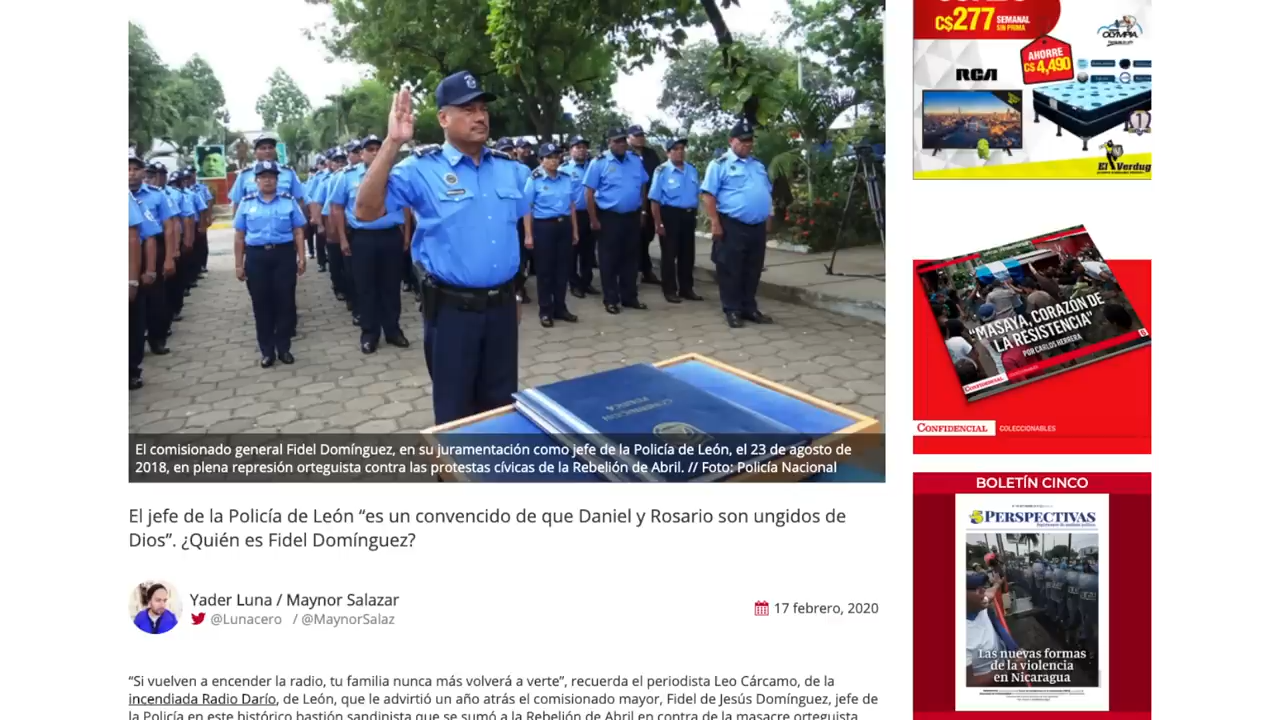 C$277 SEMANAL
SIN PRIMA
OLYMPIA
AHORRE
C$ 4,490
RCA
1
El Verdug
"MASAYA, CORAZÓN DE
LA RESISTENCIA"
POR CARLOS HERRERA
CONFIDENCIAL
CONFIDENCIAL COLECCIONABLES
El comisionado general Fidel Domínguez, en su juramentación como jefe de la Policía de León, el 23 de agosto de
2018, en plena represión orteguista contra las protestas cívicas de la Rebelión de Abril. // Foto: Policía Nacional
BOLETÍN CINCO
5 PERSPECTIVAS
Las nuevas formas
de la violencia
en Nicaragua
El jefe de la Policía de León “es un convencido de que Daniel y Rosario son ungidos de
Dios”. ¿Quién es Fidel Domínguez?
Yader Luna / Maynor Salazar
@Lunacero / @MaynorSalaz
17 febrero, 2020
“Si vuelven a encender la radio, tu familia nunca más volverá a verte”, recuerda el periodista Leo Cárcamo, de la
incendiada Radio Darío, de León, que le advirtió un año atrás el comisionado mayor, Fidel de Jesús Domínguez, jefe de
la Policía en este histórico bastión sandinista que se sumó a la Rebelión de Abril en contra de la masacre orteguista